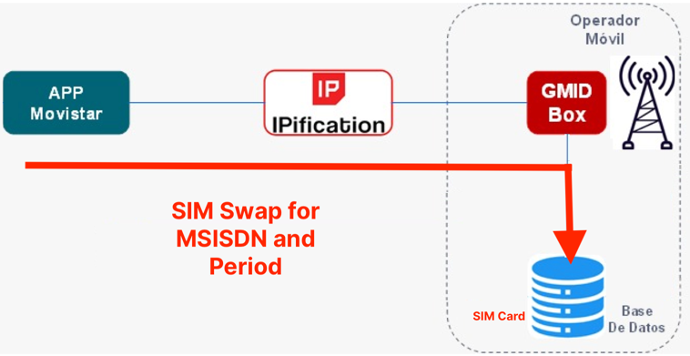 Operador
Móvil
APP
Movistar
IP
IPification
GMID
Box
SIM Swap for
MSISDN and
Period
SIM Card
Base
De Datos